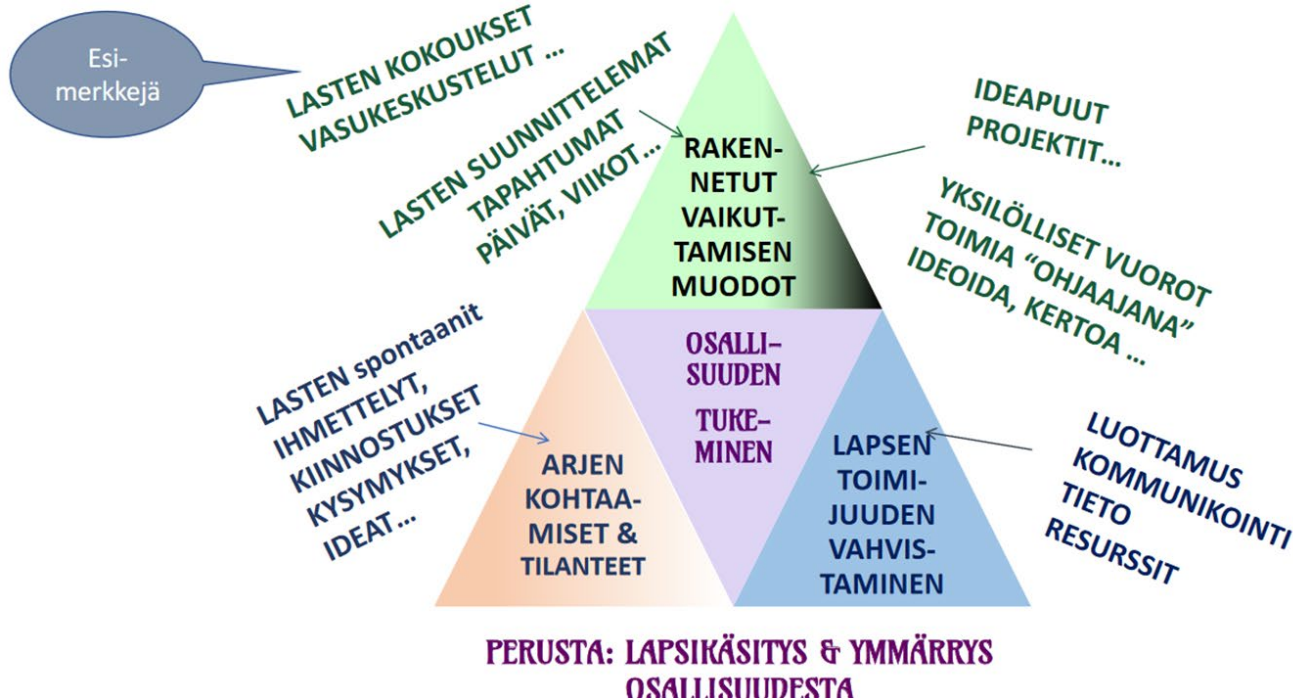 Esi-
merkkejä
LASTEN KOKOUKSET
VASUKESKUSTELUT ...
LASTEN SUUNNITTELEMAT
TAPAHTUMAT
PÄIVÄT, VIIKOT...
IDEAPUUT
PROJEKTIT...
YKSILÖLLISET VUOROT
TOIMIA “OHJAAJANA”
IDEOIDA, KERTOA ...
RAKEN-
NETUT
VAIKUT-
TAMISEN
MUODOT
OSALLI-
SUUDEN
TUKE-
MINEN
LASTEN spontaanit
IHMETTELYT,
KIINNOSTUKSET
KYSYMYKSET,
IDEAT...
ARJEN
KOHTAA-
MISET &
TILANTEET
LAPSEN
TOIMI-
JUUDEN
VAHVIS-
TAMINEN
LUOTTAMUS
KOMMUNIKOINTI
TIETO
RESURSSIT
PERUSTA: LAPSIKÄSITYS & YMMÄRRYS
OSALLISUUDESTA